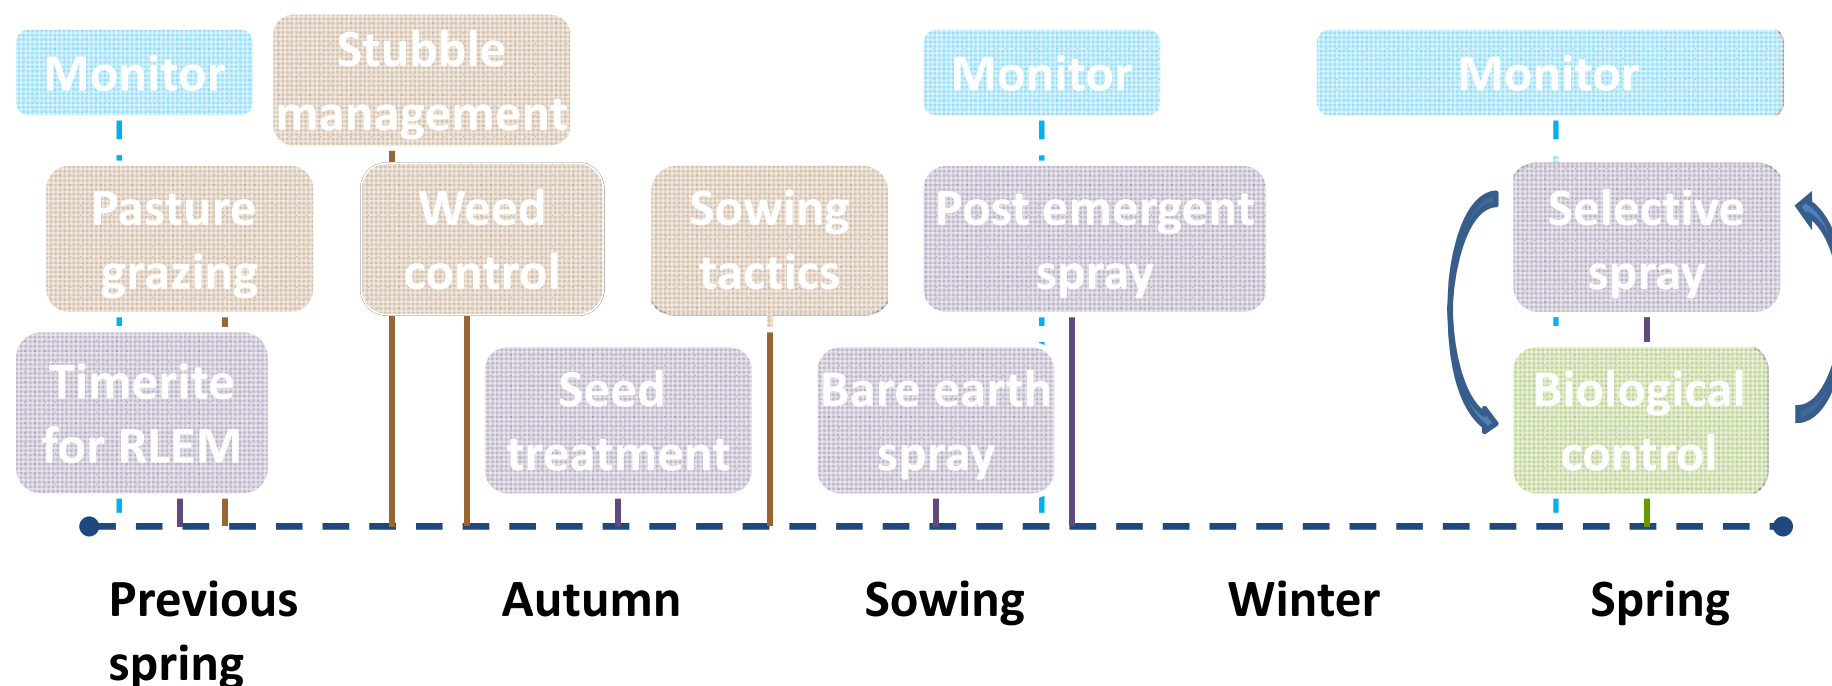 Monitor
Stubble
management
Monitor
Monitor
Pasture
grazing
Weed
control
Sowing
tactics
Post emergent
spray
Selective
spray
Timerite
for RLEM
Seed
treatment
Bare earth
spray
Biological
control
Previous
spring
Autumn
Sowing
Winter
Spring